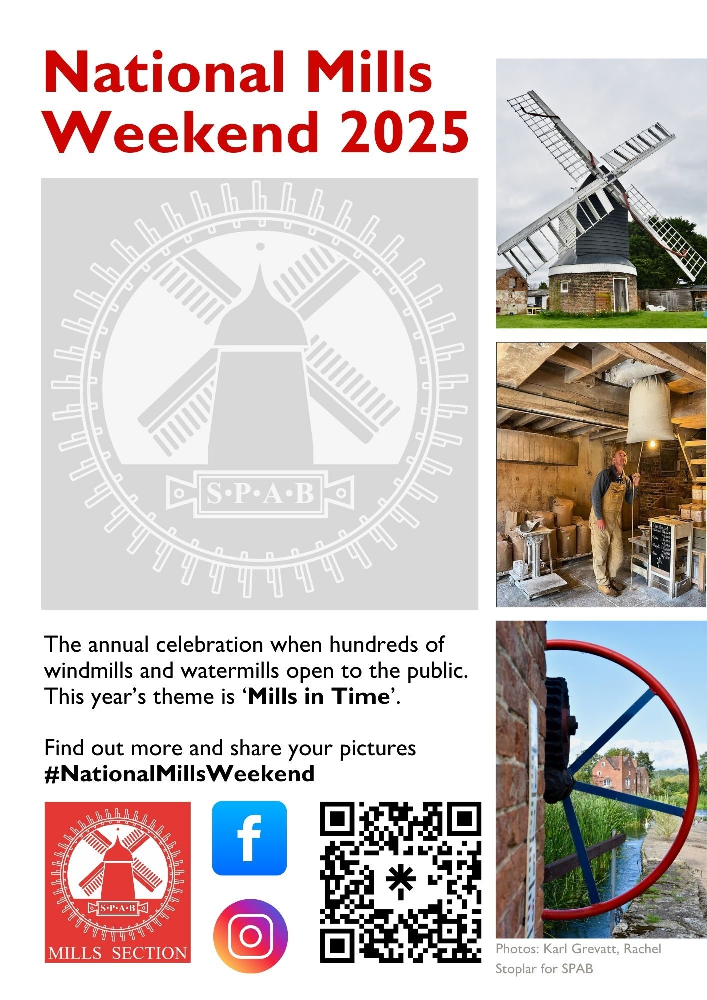 National Mills
Weekend 2025
S·P·A·B
The annual celebration when hundreds of
windmills and watermills open to the public.
This year’s theme is ‘Mills in Time’.
Find out more and share your pictures
#NationalMillsWeekend
S·P·A·B
MILLS SECTION
f
Photos: Karl Grevatt, Rachel
Stoplar for SPAB